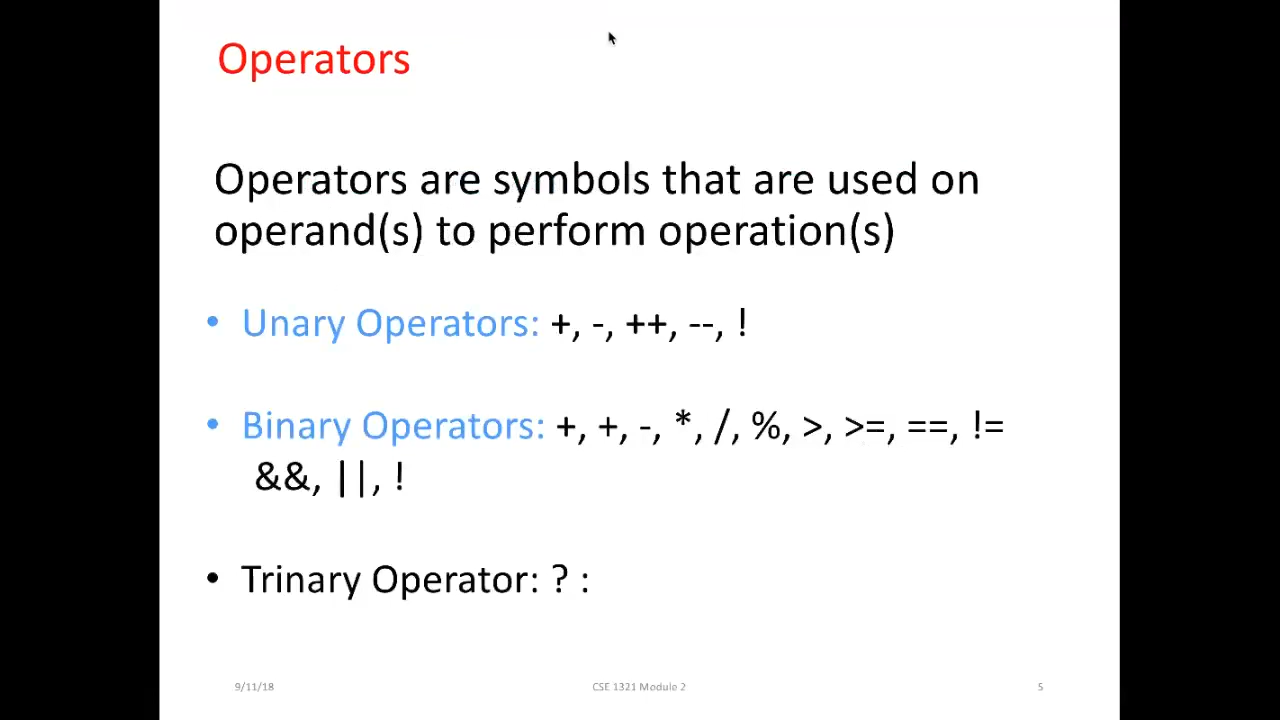 Operators
Operators are symbols that are used on
operand(s) to perform operation(s)
• Unary Operators: +, -, ++, --, !
• Binary Operators: +, +, -, *, /, %, >, >=, ==, !=
&&, ||, !
• Trinary Operator: ? :
9/11/18 CSE 1321 Module 2 5